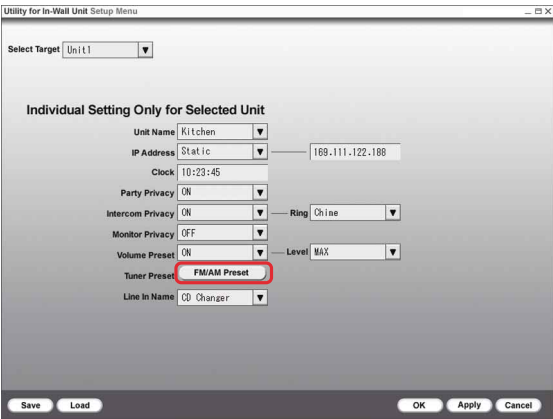 Utility for In-Wall Unit Setup Menu
Select Target Unit1
Individual Setting Only for Selected Unit
Unit Name Kitchen
IP Address Static 169.111.122.188
Clock 10:23:45
Party Privacy ON
Intercom Privacy ON Ring Chime
Monitor Privacy OFF
Volume Preset ON Level MAX
Tuner Preset FM/AM Preset
Line In Name CD Changer
Save Load OK Apply Cancel